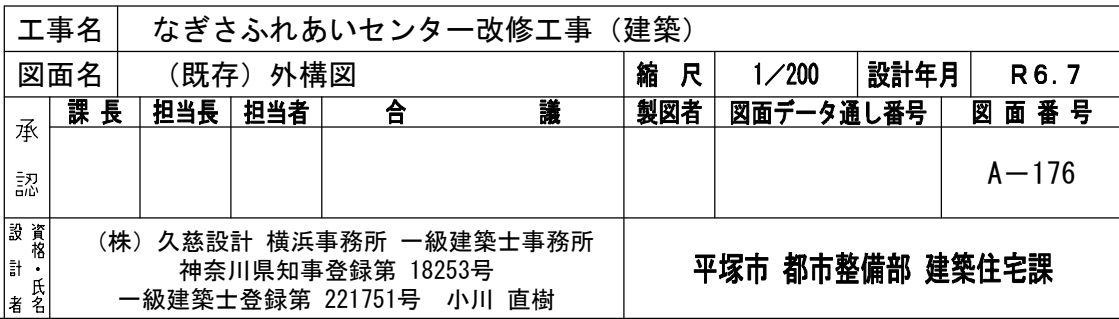 工事名 なぎさふれあいセンター改修工事（建築）
図面名 （既存）外構図 縮尺 1／200 設計年月 R6.7
承認 課長 担当長 担当者 合議 製図者 図面データ通し番号 図面番号
A－176
設計者 資格・氏名
（株）久慈設計 横浜事務所 一級建築士事務所
神奈川県知事登録第 18253号
一級建築士登録第 221751号 小川 直樹
平塚市 都市整備部 建築住宅課